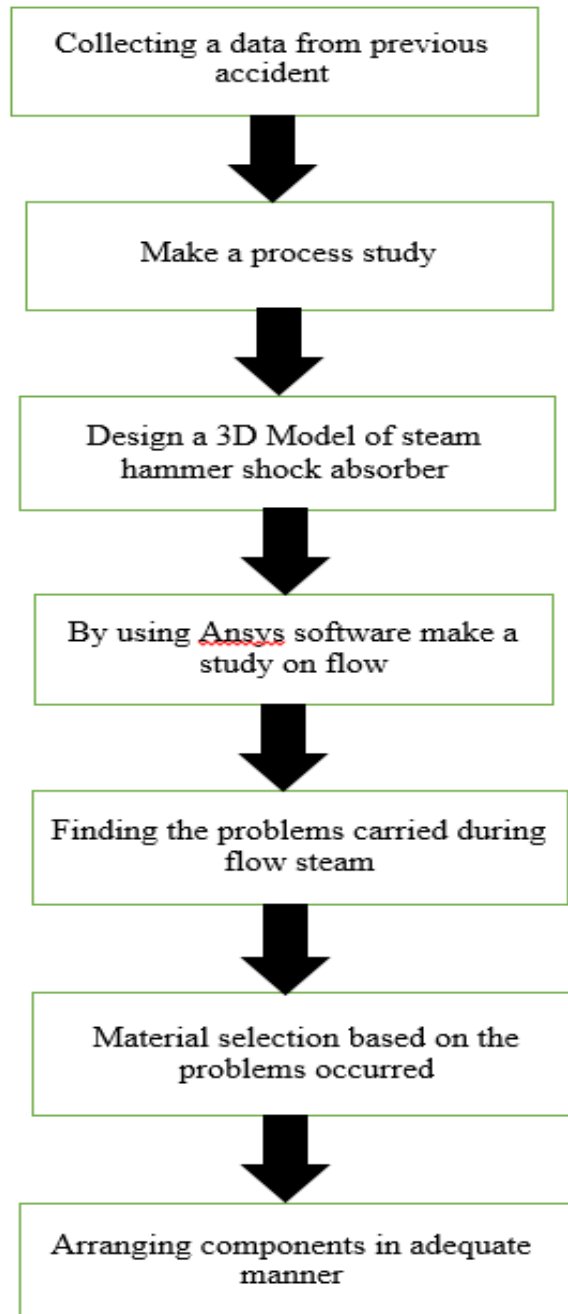 Collecting a data from previous
accident
Make a process study
Design a 3D Model of steam
hammer shock absorber
By using Ansys software make a
study on flow
Finding the problems carried during
flow steam
Material selection based on the
problems occurred
Arranging components in adequate
manner